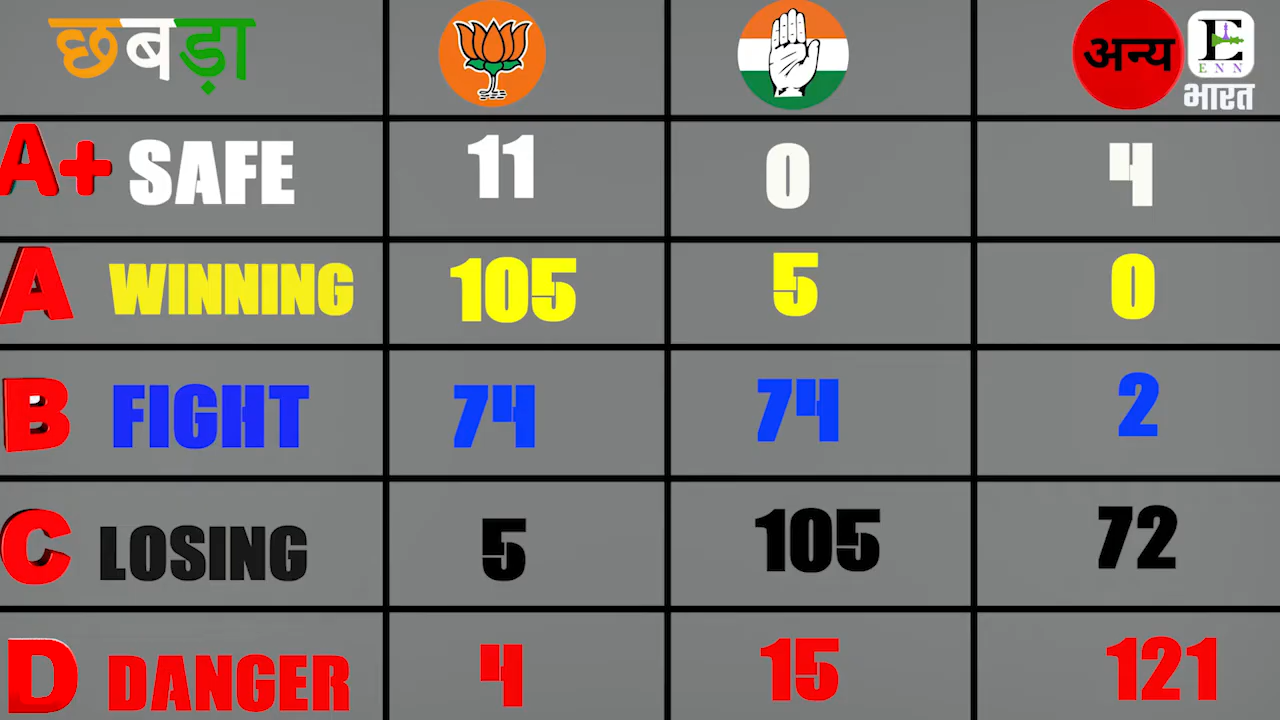 छबड़ा अन्य E
ENN
भारत
A+ SAFE 11 0 4
A WINNING 105 5 0
B FIGHT 74 74 2
C LOSING 5 105 72
D DANGER 4 15 121